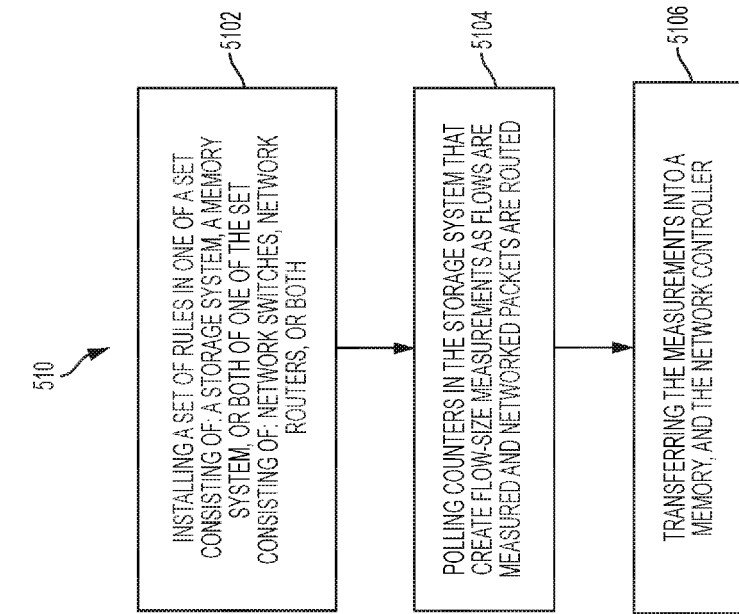 510
INSTALLING A SET OF RULES IN ONE OF A SET
CONSISTING OF: A STORAGE SYSTEM, A MEMORY
SYSTEM, OR BOTH OF ONE OF THE SET
CONSISTING OF: NETWORK SWITCHES, NETWORK
ROUTERS, OR BOTH
5102
POLLING COUNTERS IN THE STORAGE SYSTEM THAT
CREATE FLOW-SIZE MEASUREMENTS AS FLOWS ARE
MEASURED AND NETWORKED PACKETS ARE ROUTED
5104
TRANSFERRING THE MEASUREMENTS INTO A
MEMORY, AND THE NETWORK CONTROLLER
5106